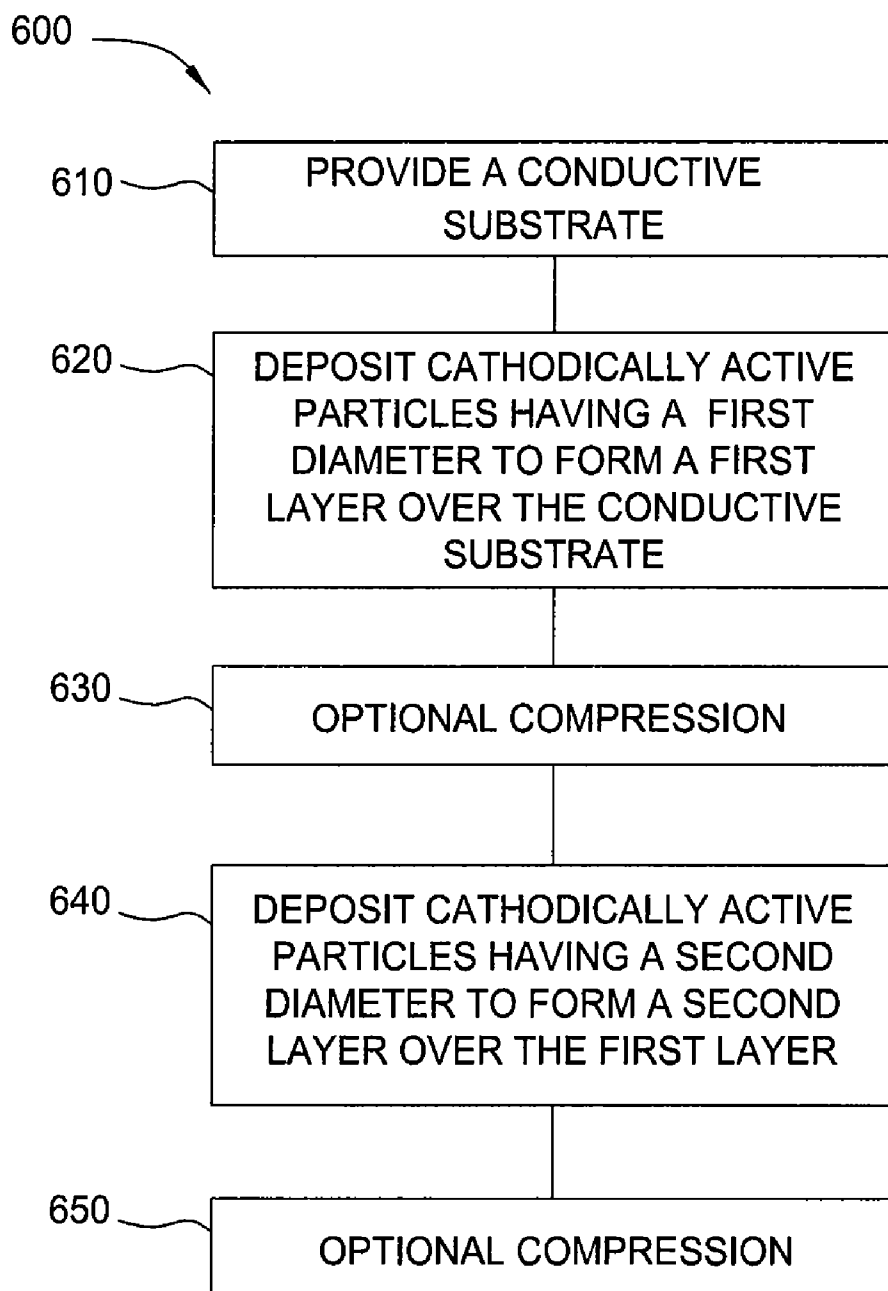 600
610
PROVIDE A CONDUCTIVE
SUBSTRATE
620
DEPOSIT CATHODICALLY ACTIVE
PARTICLES HAVING A FIRST
DIAMETER TO FORM A FIRST
LAYER OVER THE CONDUCTIVE
SUBSTRATE
630
OPTIONAL COMPRESSION
640
DEPOSIT CATHODICALLY ACTIVE
PARTICLES HAVING A SECOND
DIAMETER TO FORM A SECOND
LAYER OVER THE FIRST LAYER
650
OPTIONAL COMPRESSION